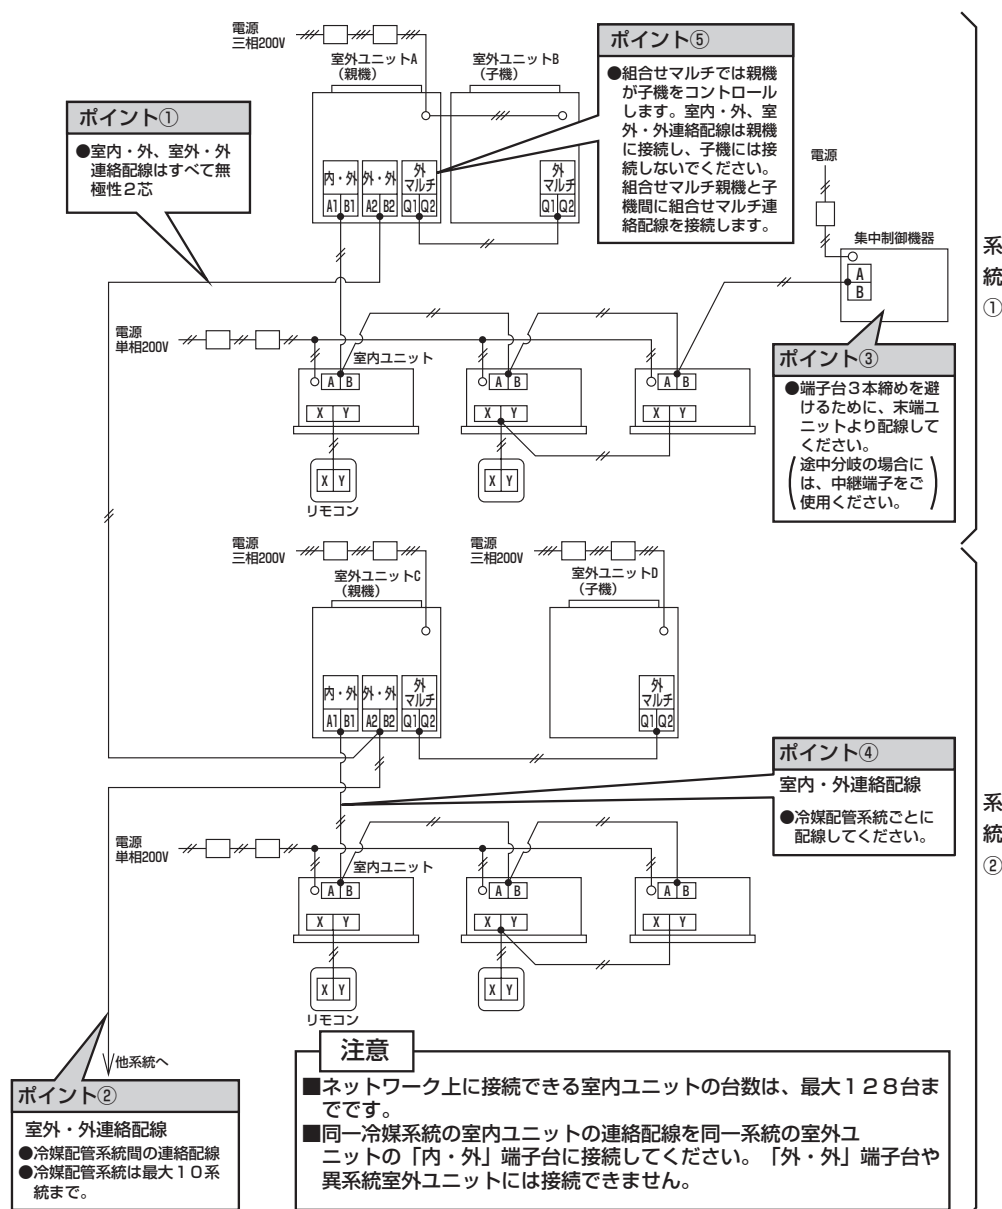 電源
三相200V
室外ユニットA
(親機)
室外ユニットB
(子機)
ポイント⑤
●組合せマルチでは親機
が子機をコントロール
します。室内・外、室
外・外連絡配線は親機
に接続し、子機には接
続しないでください。
組合せマルチ親機と子
機間に組合せマルチ連
絡配線を接続します。
ポイント①
●室内・外、室外・外
連絡配線はすべて無
極性2芯
内・外
外・外
外
マルチ
A1 B1
A2 B2
Q1 Q2
外
マルチ
Q1 Q2
電源
集中制御機器
A
B
系統①
電源
単相200V
室内ユニット
A B
A B
A B
X Y
X Y
X Y
X Y
X Y
リモコン
ポイント③
●端子台3本締めを避
けるために、末端ユ
ニットより配線して
ください。
(途中分岐の場合に
は、中継端子をご
使用ください。)
電源
三相200V
室外ユニットC
(親機)
電源
三相200V
室外ユニットD
(子機)
内・外
外・外
外
マルチ
A1 B1
A2 B2
Q1 Q2
外
マルチ
Q1 Q2
ポイント④
室内・外連絡配線
●冷媒配管系統ごとに
配線してください。
系統②
電源
単相200V
室内ユニット
A B
A B
A B
X Y
X Y
X Y
X Y
X Y
リモコン
他系統へ
ポイント②
室外・外連絡配線
●冷媒配管系統間の連絡配線
●冷媒配管系統は最大10系
統まで。
注意
■ネットワーク上に接続できる室内ユニットの台数は、最大128台ま
でです。
■同一冷媒系統の室内ユニットの連絡配線を同一系統の室外ユ
ニットの「内・外」端子台に接続してください。「外・外」端子台や
異系統室外ユニットには接続できません。